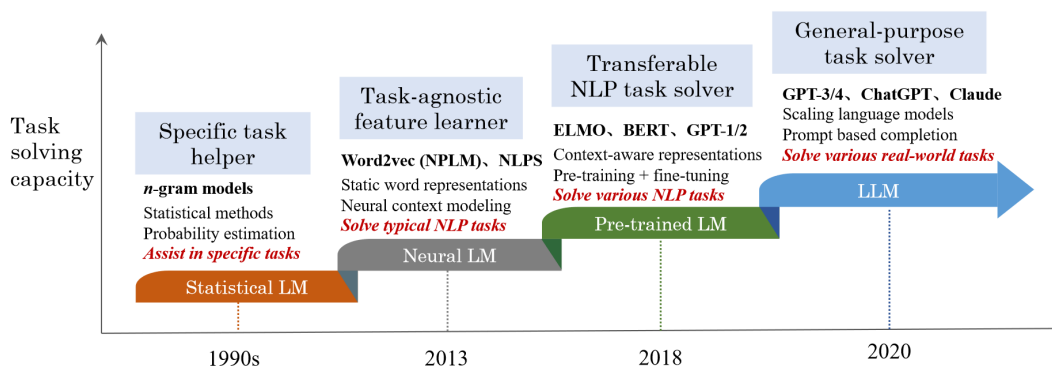 Task
solving
capacity
Specific task
helper
n-gram models
Statistical methods
Probability estimation
Assist in specific tasks
Statistical LM
1990s
Task-agnostic
feature learner
Word2vec (NPLM)、NLPS
Static word representations
Neural context modeling
Solve typical NLP tasks
Neural LM
2013
Transferable
NLP task solver
ELMO、BERT、GPT-1/2
Context-aware representations
Pre-training + fine-tuning
Solve various NLP tasks
Pre-trained LM
2018
General-purpose
task solver
GPT-3/4、ChatGPT、Claude
Scaling language models
Prompt based completion
Solve various real-world tasks
LLM
2020